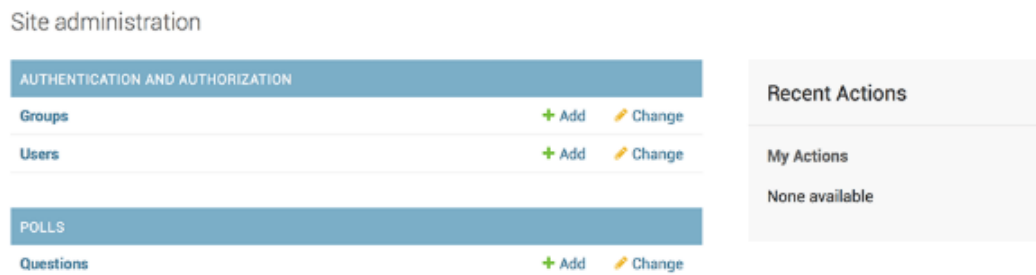 Site administration
AUTHENTICATION AND AUTHORIZATION
Groups Add Change
Users Add Change
POLLS
Questions Add Change
Recent Actions
My Actions
None available